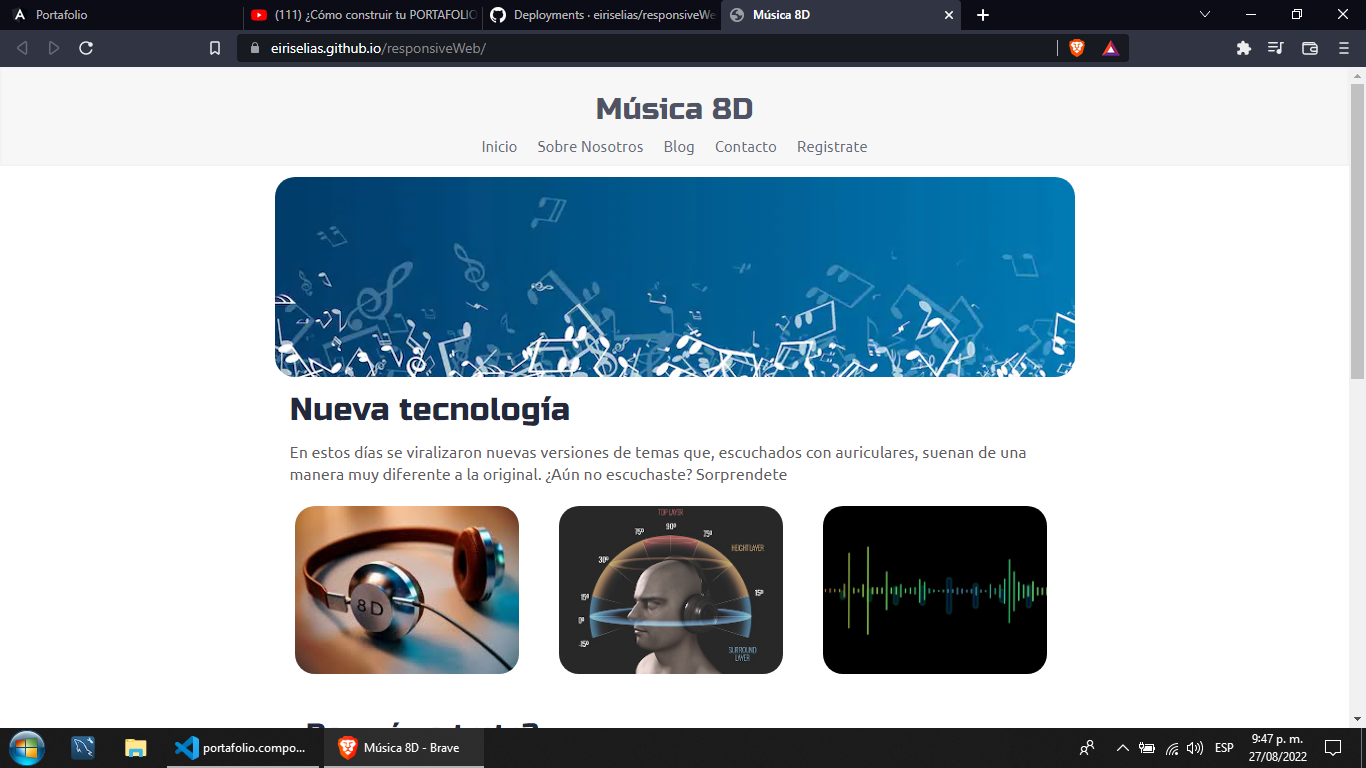 Portafolio
(111) ¿Cómo construir tu PORTAFOLIO
Deployments · eiriselias/responsiveWe
Música 8D
eiriselias.github.io/responsiveWeb/
Música 8D
Inicio Sobre Nosotros Blog Contacto Registrate
Nueva tecnología
En estos días se viralizaron nuevas versiones de temas que, escuchados con auriculares, suenan de una
manera muy diferente a la original. ¿Aún no escuchaste? Sorprendete
8D
TOP LAYER
90º
75º
75º
HEIGHT LAYER
30º
15º
15º
0º
-15º
SURROUND
LAYER
portafolio.compo...
Música 8D - Brave
ESP
9:47 p. m.
27/08/2022